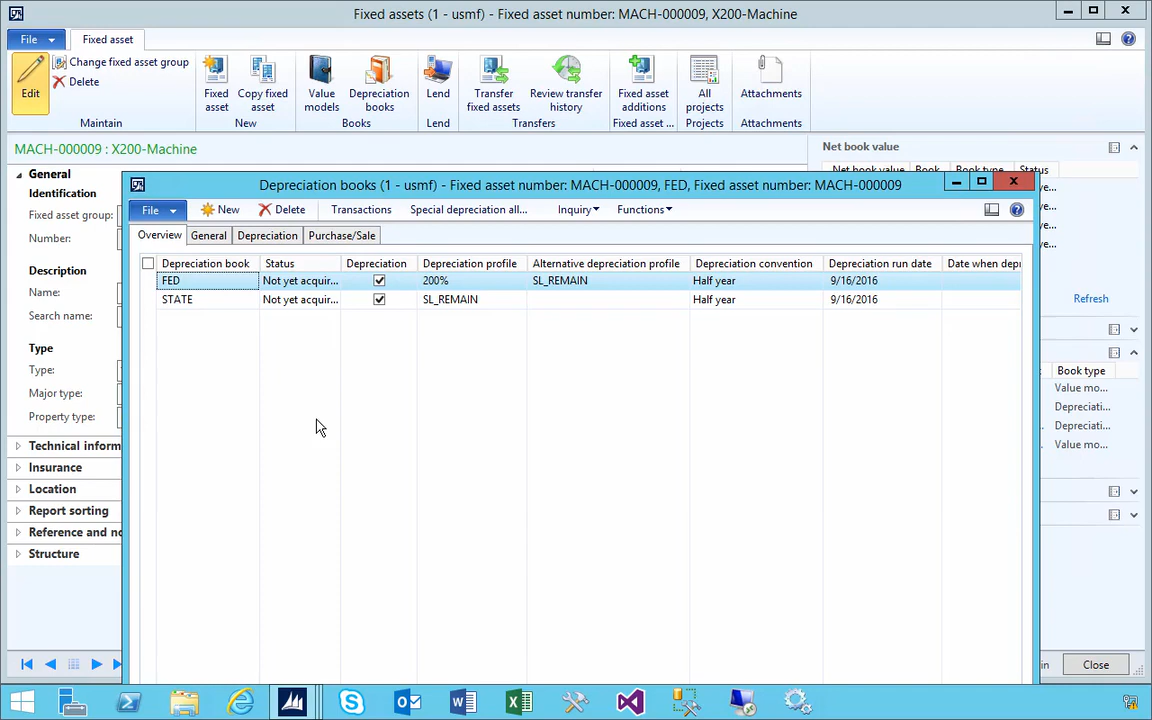 Fixed assets (1 - usmf) - Fixed asset number: MACH-000009, X200-Machine
File
Fixed asset
Edit
Change fixed asset group
Delete
Maintain
Fixed asset
Copy fixed asset
New
Value models
Depreciation books
Books
Lend
Lend
Transfer fixed assets
Review transfer history
Transfers
Fixed asset additions
Fixed asset ...
All projects
Projects
Attachments
Attachments
MACH-000009 : X200-Machine
Net book value
Net book value Book Book type Status
General
Identification
Fixed asset group:
Number:
Description
Name:
Search name:
Type
Type:
Major type:
Property type:
Technical inform
Insurance
Location
Report sorting
Reference and no
Structure
Depreciation books (1 - usmf) - Fixed asset number: MACH-000009, FED, Fixed asset number: MACH-000009
File New Delete Transactions Special depreciation all... Inquiry Functions
Overview General Depreciation Purchase/Sale
Depreciation book Status Depreciation Depreciation profile Alternative depreciation profile Depreciation convention Depreciation run date Date when depr
FED Not yet acquir... 200% SL_REMAIN Half year 9/16/2016
STATE Not yet acquir... SL_REMAIN Half year 9/16/2016
ve...
ve...
ve...
ve...
Refresh
Book type
Value mo...
Depreciati...
Depreciati...
Value mo...
in
Close